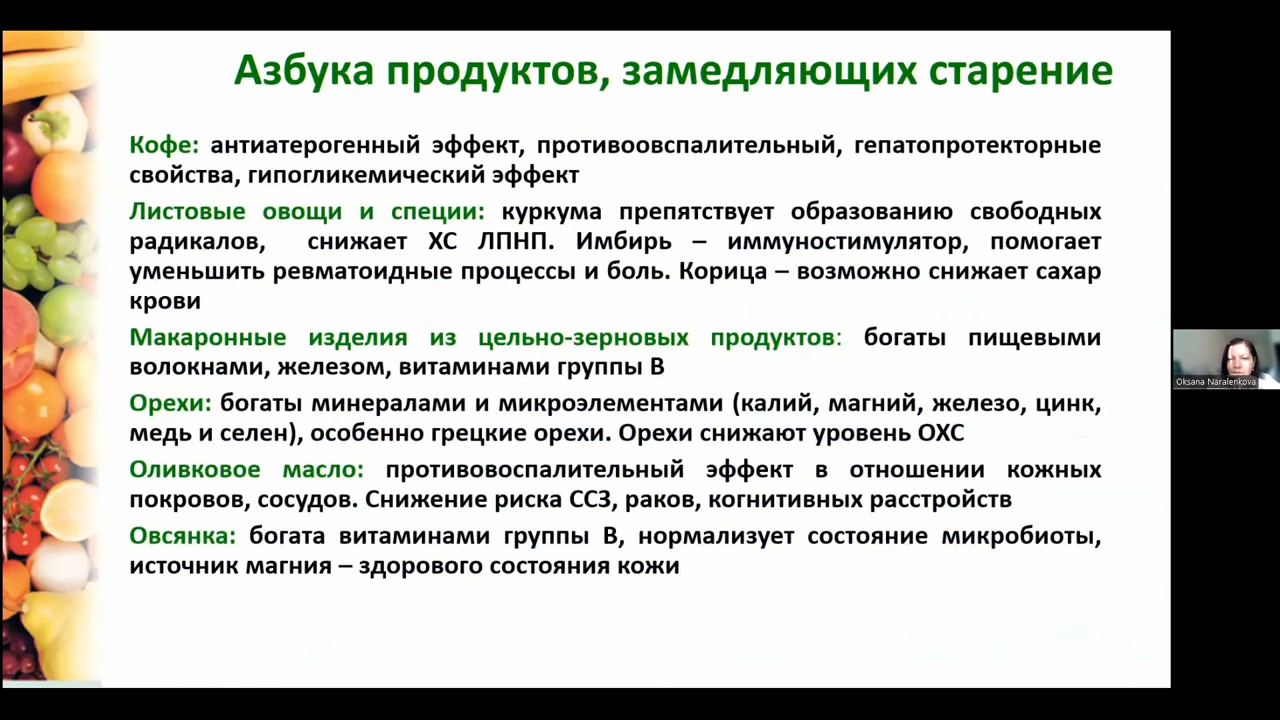 Азбука продуктов, замедляющих старение
Кофе: антиатерогенный эффект, противоовспалительный, гепатопротекторные
свойства, гипогликемический эффект
Листовые овощи и специи: куркума препятствует образованию свободных
радикалов, снижает ХС ЛПНП. Имбирь – иммуностимулятор, помогает
уменьшить ревматоидные процессы и боль. Корица – возможно снижает сахар
крови
Макаронные изделия из цельно-зерновых продуктов: богаты пищевыми
волокнами, железом, витаминами группы В
Орехи: богаты минералами и микроэлементами (калий, магний, железо, цинк,
медь и селен), особенно грецкие орехи. Орехи снижают уровень ОХС
Оливковое масло: противовоспалительный эффект в отношении кожных
покровов, сосудов. Снижение риска ССЗ, раков, когнитивных расстройств
Овсянка: богата витаминами группы В, нормализует состояние микробиоты,
источник магния – здорового состояния кожи
Oksana Naralenkova